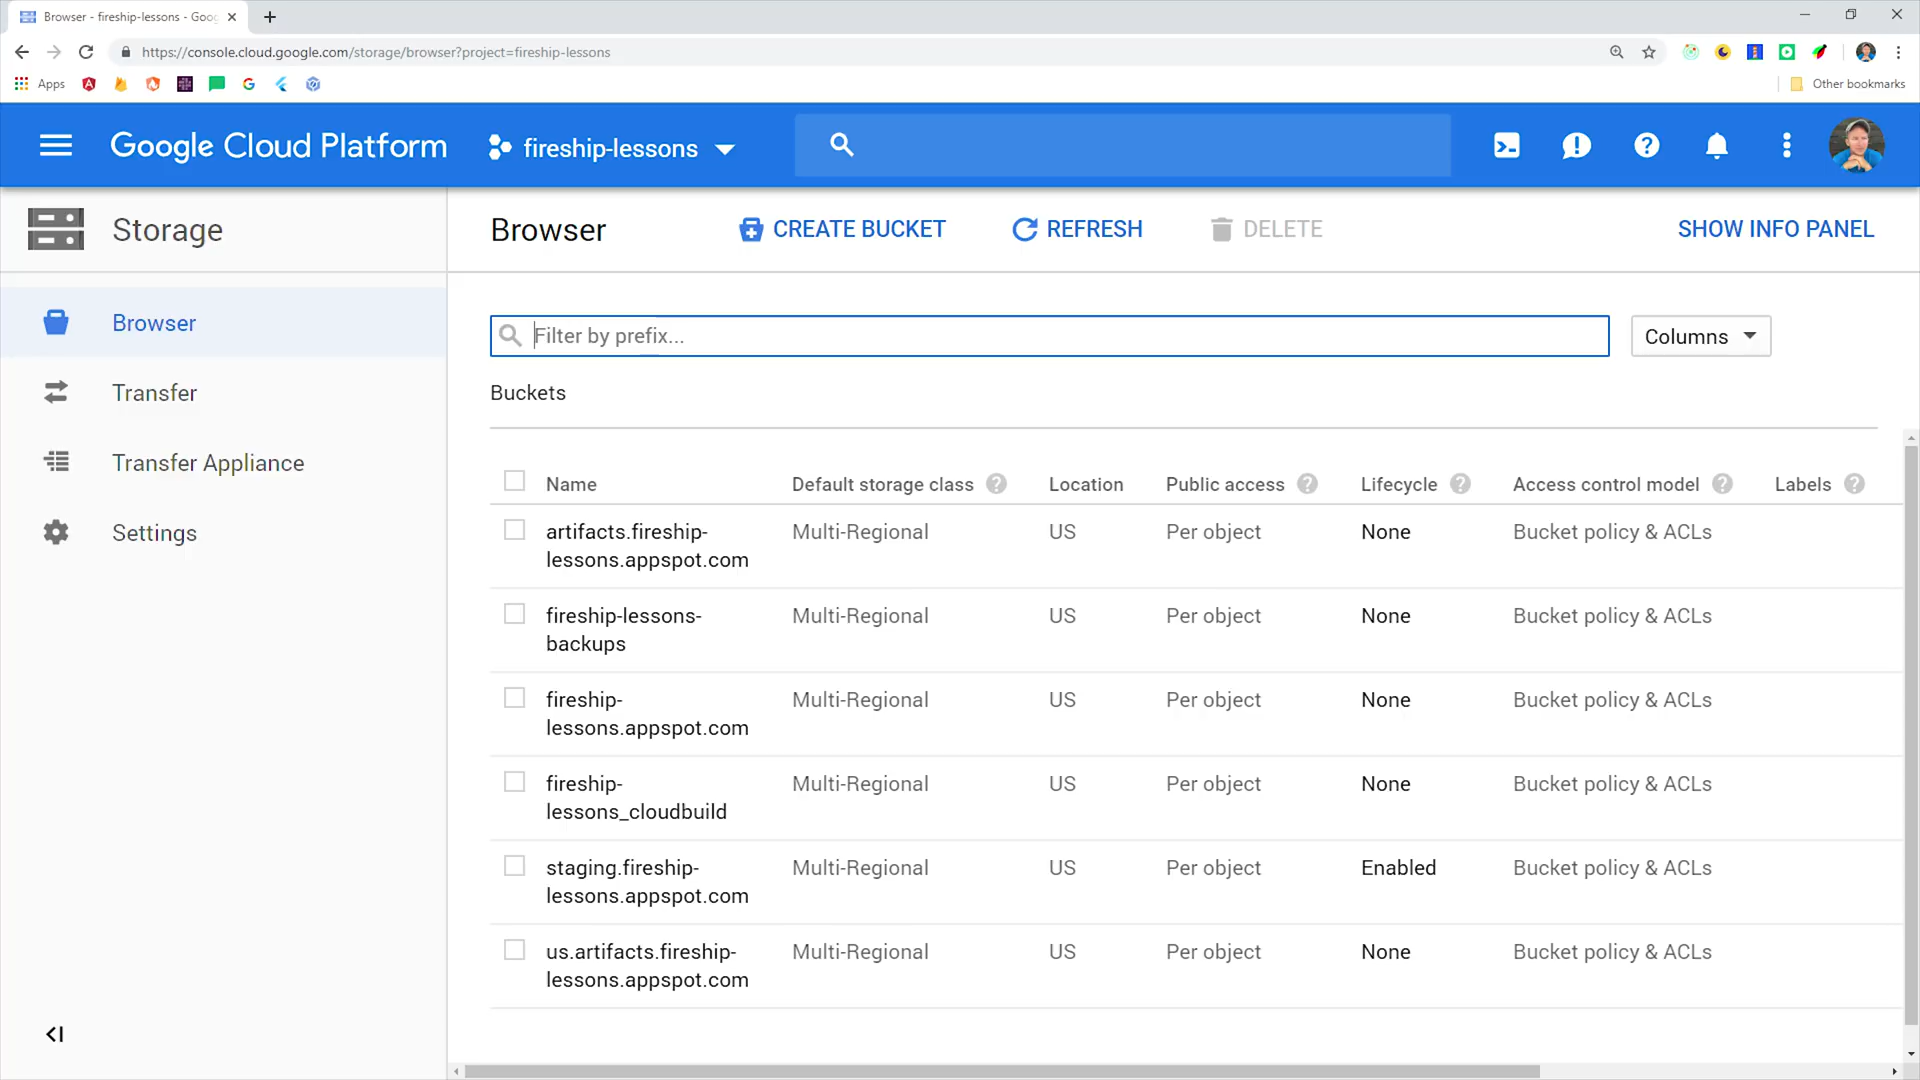 Browser - fireship-lessons - Goo
https://console.cloud.google.com/storage/browser?project=fireship-lessons
Apps
Other bookmarks
Google Cloud Platform
fireship-lessons
Storage
Browser
CREATE BUCKET
REFRESH
DELETE
SHOW INFO PANEL
Browser
Transfer
Transfer Appliance
Settings
Filter by prefix...
Columns
Buckets
Name Default storage class Location Public access Lifecycle Access control model Labels
artifacts.fireship-
lessons.appspot.com Multi-Regional US Per object None Bucket policy & ACLs
fireship-lessons-
backups Multi-Regional US Per object None Bucket policy & ACLs
fireship-
lessons.appspot.com Multi-Regional US Per object None Bucket policy & ACLs
fireship-
lessons_cloudbuild Multi-Regional US Per object None Bucket policy & ACLs
staging.fireship-
lessons.appspot.com Multi-Regional US Per object Enabled Bucket policy & ACLs
us.artifacts.fireship-
lessons.appspot.com Multi-Regional US Per object None Bucket policy & ACLs